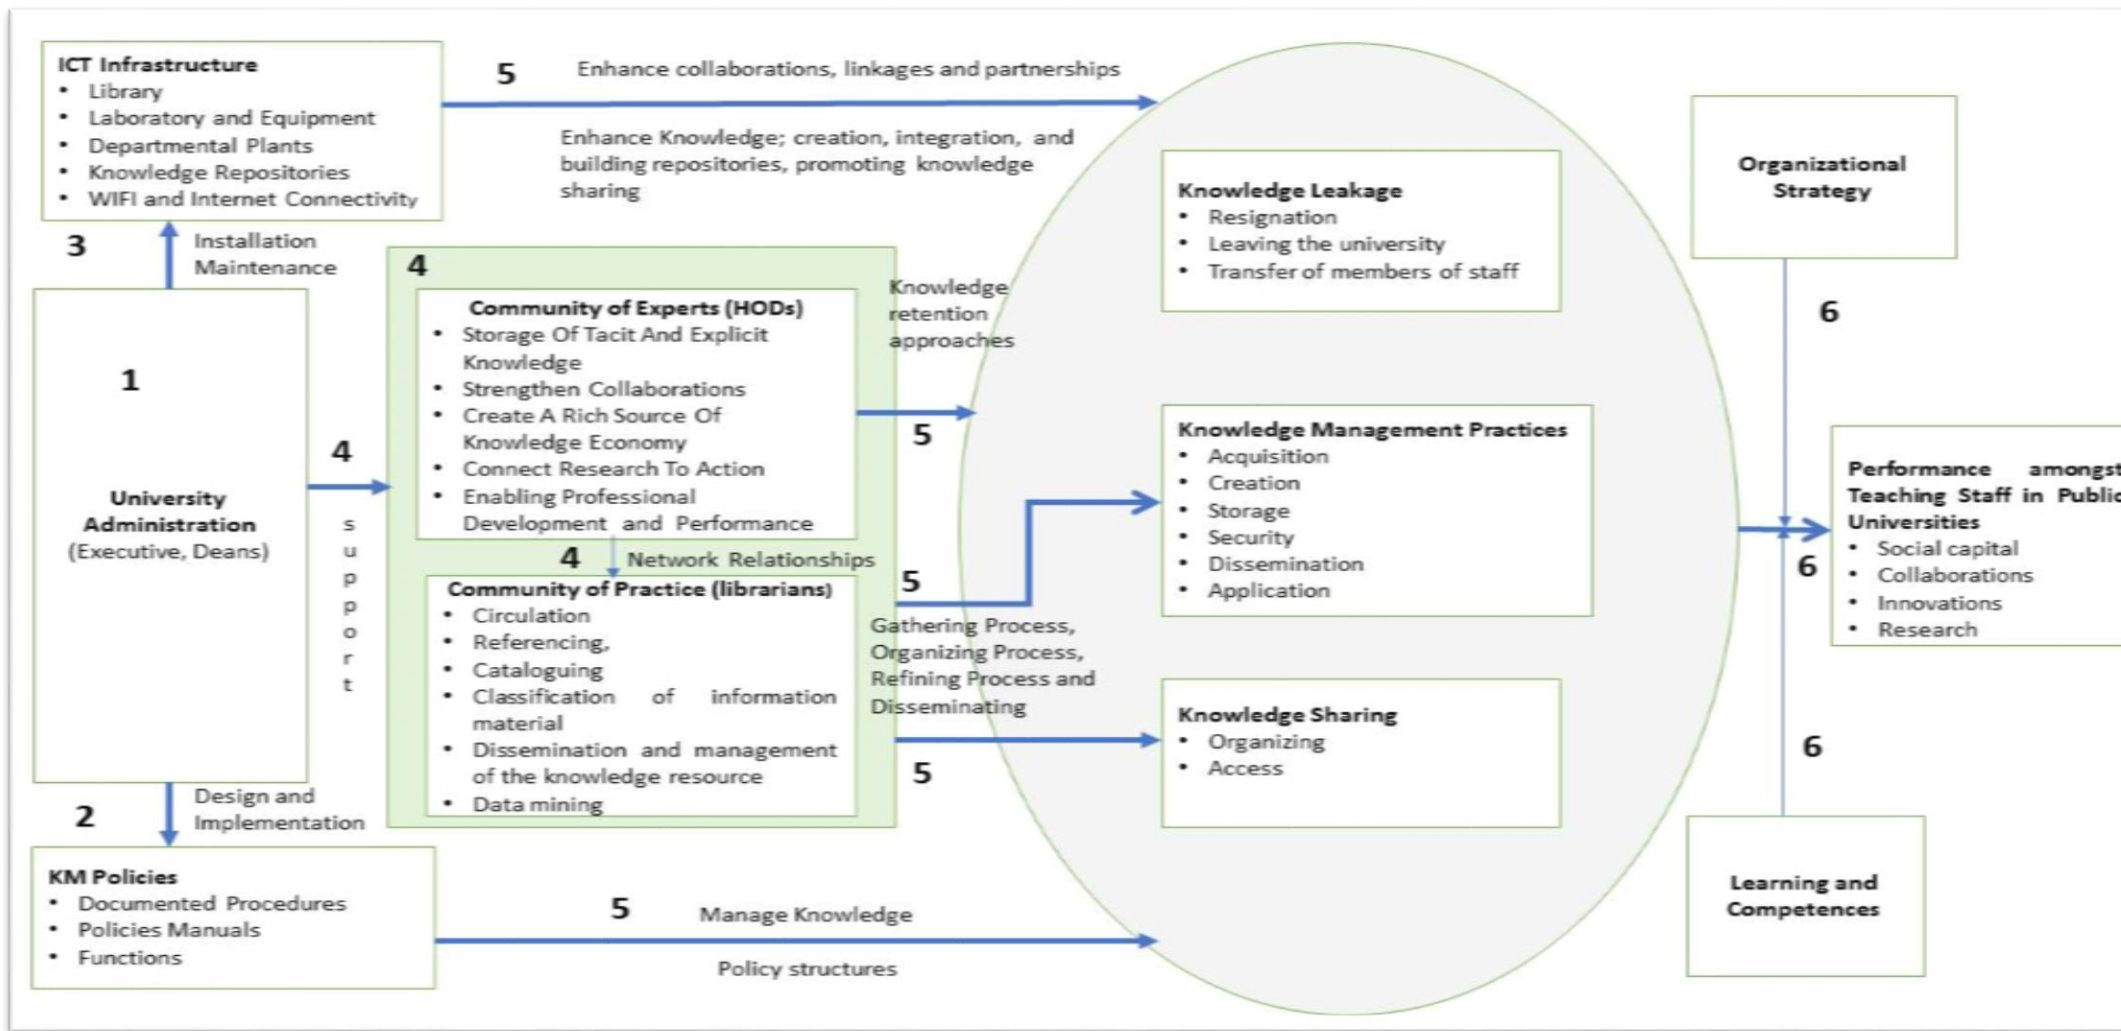 ICT Infrastructure
• Library
• Laboratory and Equipment
• Departmental Plants
• Knowledge Repositories
• WIFI and Internet Connectivity
5
Enhance collaborations, linkages and partnerships
Enhance Knowledge; creation, integration, and
building repositories, promoting knowledge
sharing
3
Installation
Maintenance
1
University
Administration
(Executive, Deans)
4
s
u
p
p
o
r
t
2
Design and
Implementation
KM Policies
• Documented Procedures
• Policies Manuals
• Functions
4
Community of Experts (HODs)
• Storage Of Tacit And Explicit
Knowledge
• Strengthen Collaborations
• Create A Rich Source Of
Knowledge Economy
• Connect Research To Action
• Enabling Professional
Development and Performance
4
Network Relationships
Community of Practice (librarians)
• Circulation
• Referencing,
• Cataloguing
• Classification of information
material
• Dissemination and management
of the knowledge resource
• Data mining
Knowledge
retention
approaches
5
5
Gathering Process,
Organizing Process,
Refining Process and
Disseminating
5
5
Manage Knowledge
Policy structures
Knowledge Leakage
• Resignation
• Leaving the university
• Transfer of members of staff
Knowledge Management Practices
• Acquisition
• Creation
• Storage
• Security
• Dissemination
• Application
Knowledge Sharing
• Organizing
• Access
Organizational
Strategy
6
Performance amongst
Teaching Staff in Public
Universities
• Social capital
• Collaborations
• Innovations
• Research
6
6
Learning and
Competences